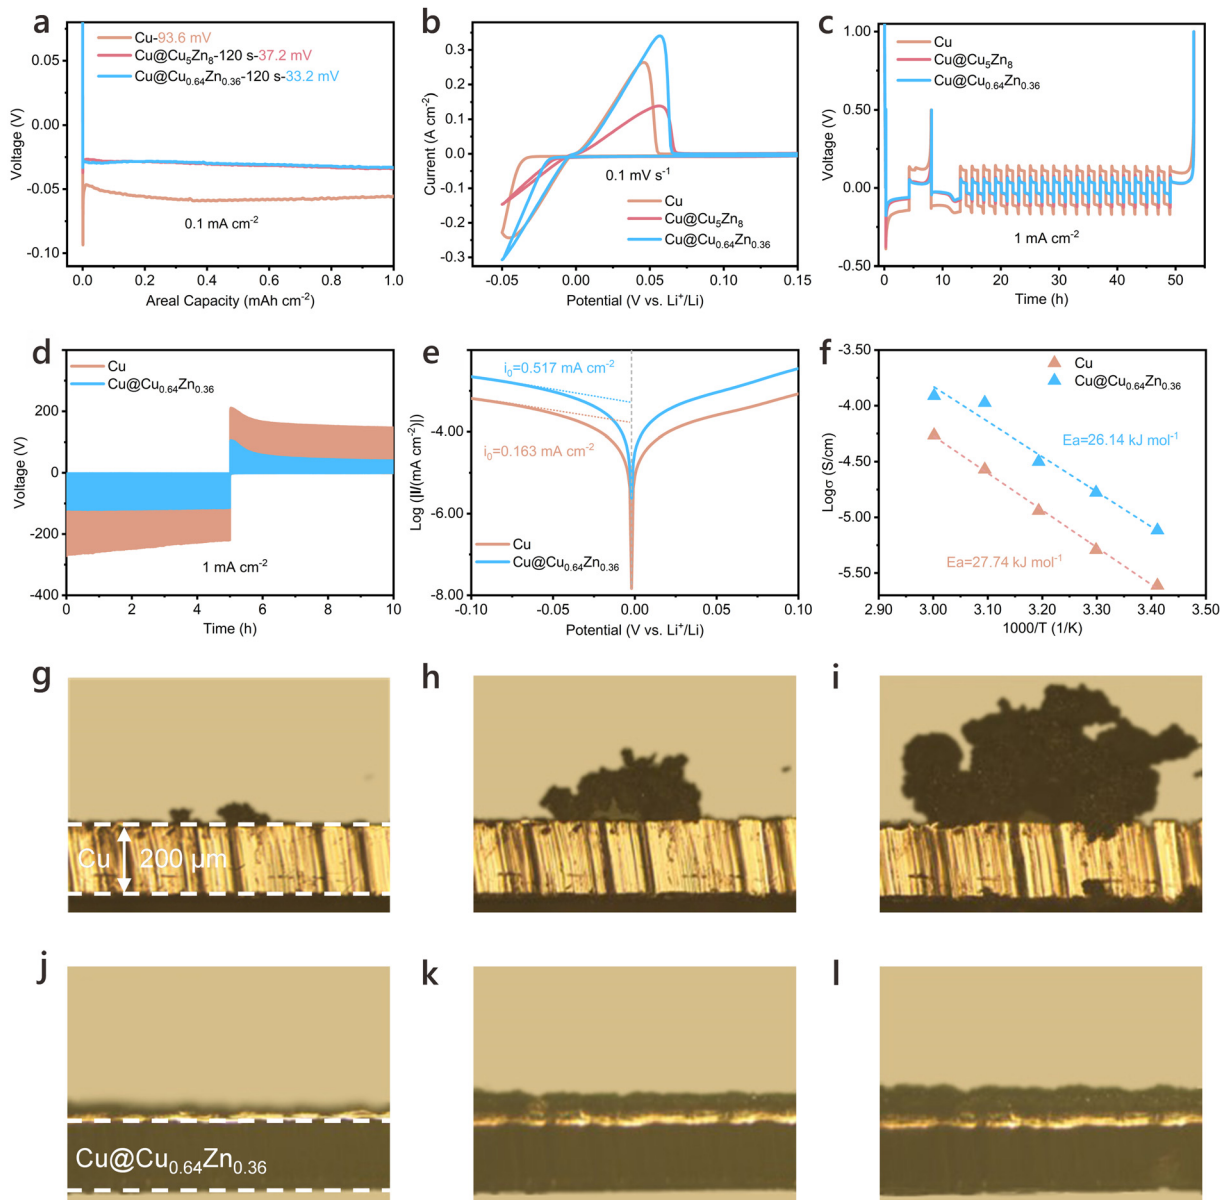 a
Cu-93.6 mV
Cu@Cu₅Zn₈-120 s-37.2 mV
Cu@Cu₀.₆₄Zn₀.₃₆-120 s-33.2 mV
0.05
0.00
-0.05
-0.10
Voltage (V)
0.1 mA cm⁻²
0.0 0.2 0.4 0.6 0.8 1.0
Areal Capacity (mAh cm⁻²)
b
0.3
0.2
0.1
0.0
-0.1
-0.2
-0.3
Current (A cm⁻²)
0.1 mV s⁻¹
Cu
Cu@Cu₅Zn₈
Cu@Cu₀.₆₄Zn₀.₃₆
-0.05 0.00 0.05 0.10 0.15
Potential (V vs. Li⁺/Li)
c
Cu
Cu@Cu₅Zn₈
Cu@Cu₀.₆₄Zn₀.₃₆
1.00
0.50
0.00
-0.50
Voltage (V)
1 mA cm⁻²
0 10 20 30 40 50
Time (h)
d
Cu
Cu@Cu₀.₆₄Zn₀.₃₆
400
200
0
-200
-400
Voltage (V)
1 mA cm⁻²
0 2 4 6 8 10
Time (h)
e
i₀=0.517 mA cm⁻²
i₀=0.163 mA cm⁻²
-2.00
-4.00
-6.00
-8.00
Log (|I/(mA cm⁻²)|)
Cu
Cu@Cu₀.₆₄Zn₀.₃₆
-0.10 -0.05 0.00 0.05 0.10
Potential (V vs. Li⁺/Li)
f
Cu
Cu@Cu₀.₆₄Zn₀.₃₆
-3.50
-4.00
-4.50
-5.00
-5.50
Logσ (S/cm)
Ea=26.14 kJ mol⁻¹
Ea=27.74 kJ mol⁻¹
2.90 3.00 3.10 3.20 3.30 3.40 3.50
1000/T (1/K)
g
Cu 200 μm
h
i
j
Cu@Cu₀.₆₄Zn₀.₃₆
k
l